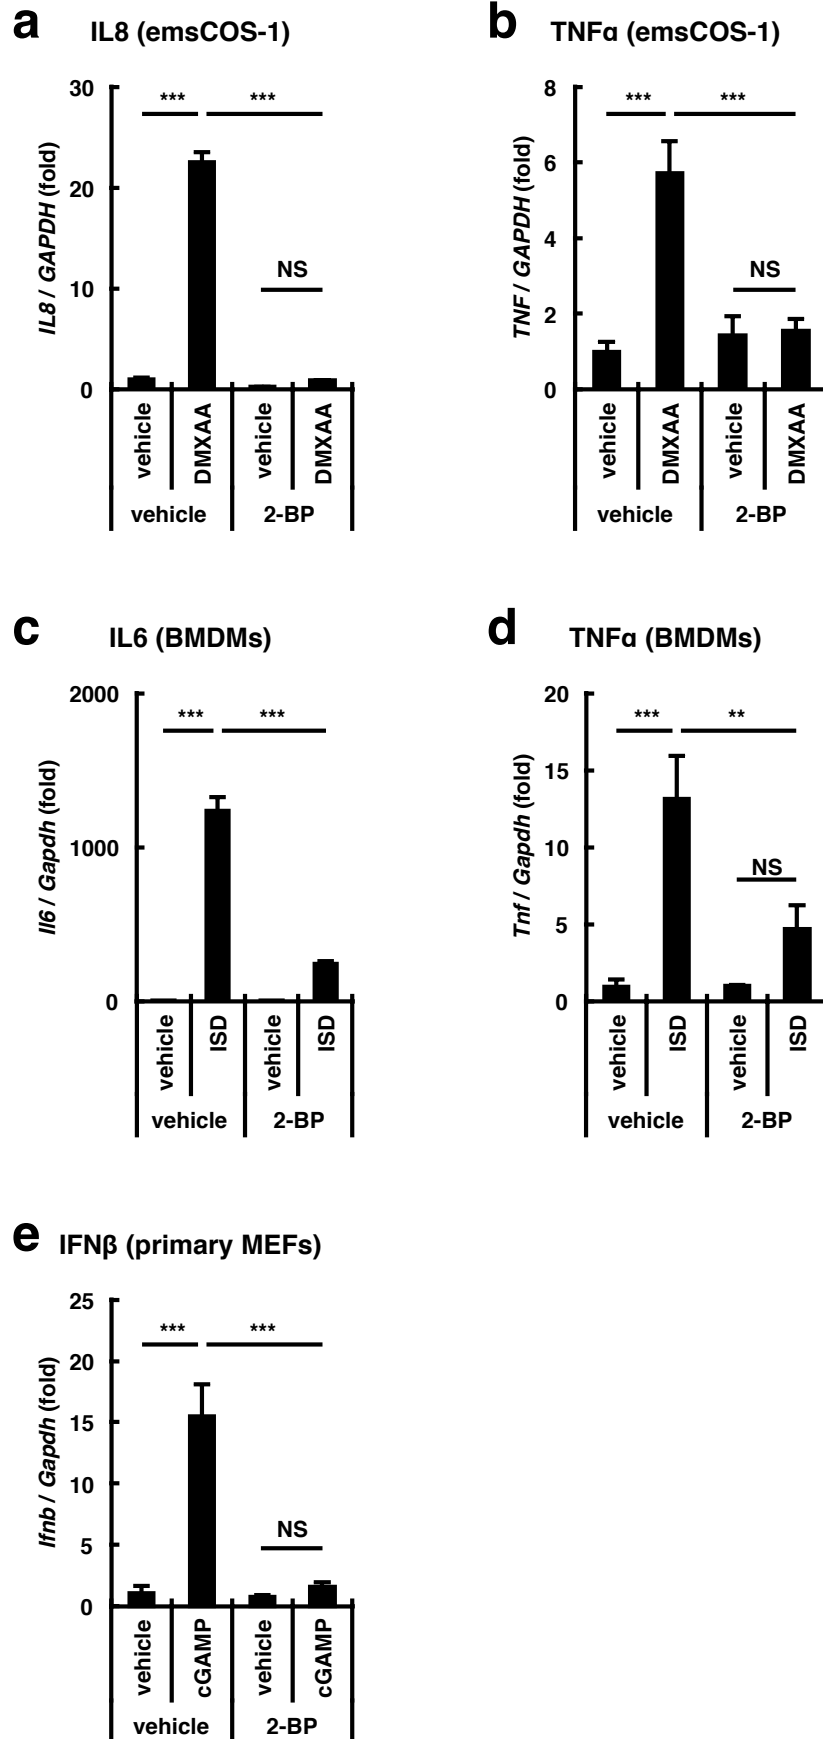 a IL8 (emsCOS-1)
IL8 / GAPDH (fold)
30
20
10
0
*** ***
NS
vehicle DMXAA vehicle DMXAA
vehicle 2-BP
b TNFα (emsCOS-1)
TNF / GAPDH (fold)
8
6
4
2
0
*** ***
NS
vehicle DMXAA vehicle DMXAA
vehicle 2-BP
c IL6 (BMDMs)
Il6 / Gapdh (fold)
2000
1000
0
*** ***
vehicle ISD vehicle ISD
vehicle 2-BP
d TNFα (BMDMs)
Tnf / Gapdh (fold)
20
15
10
5
0
*** **
NS
vehicle ISD vehicle ISD
vehicle 2-BP
e IFNβ (primary MEFs)
Ifnb / Gapdh (fold)
25
20
15
10
5
0
*** ***
NS
vehicle cGAMP vehicle cGAMP
vehicle 2-BP